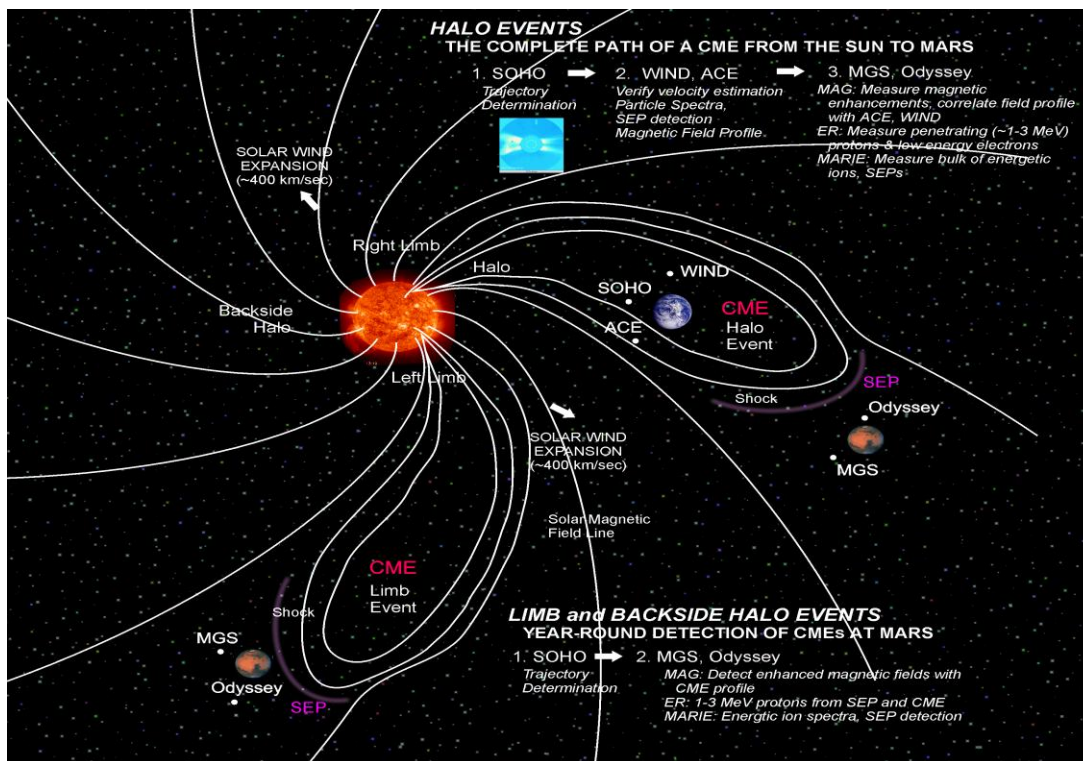 HALO EVENTS
THE COMPLETE PATH OF A CME FROM THE SUN TO MARS
1. SOHO
Trajectory
Determination
2. WIND, ACE
Verify velocity estimation
Particle Spectra,
SEP detection
Magnetic Field Profile
3. MGS, Odyssey
MAG: Measure magnetic
enhancements, correlate field profile
with ACE, WIND
ER: Measure penetrating (~1-3 MeV)
protons & low energy electrons
MARIE: Measure bulk of energetic
ions, SEPs
SOLAR WIND
EXPANSION
(~400 km/sec)
Right Limb
Halo
WIND
SOHO
ACE
CME
Halo
Event
Backside
Halo
Left Limb
Shock
SEP
Odyssey
MGS
SOLAR WIND
EXPANSION
(~400 km/sec)
Solar Magnetic
Field Line
CME
Limb
Event
Shock
MGS
Odyssey
SEP
LIMB and BACKSIDE HALO EVENTS
YEAR-ROUND DETECTION OF CMEs AT MARS
1. SOHO
Trajectory
Determination
2. MGS, Odyssey
MAG: Detect enhanced magnetic fields with
CME profile
ER: 1-3 MeV protons from SEP and CME
MARIE: Energtic ion spectra, SEP detection